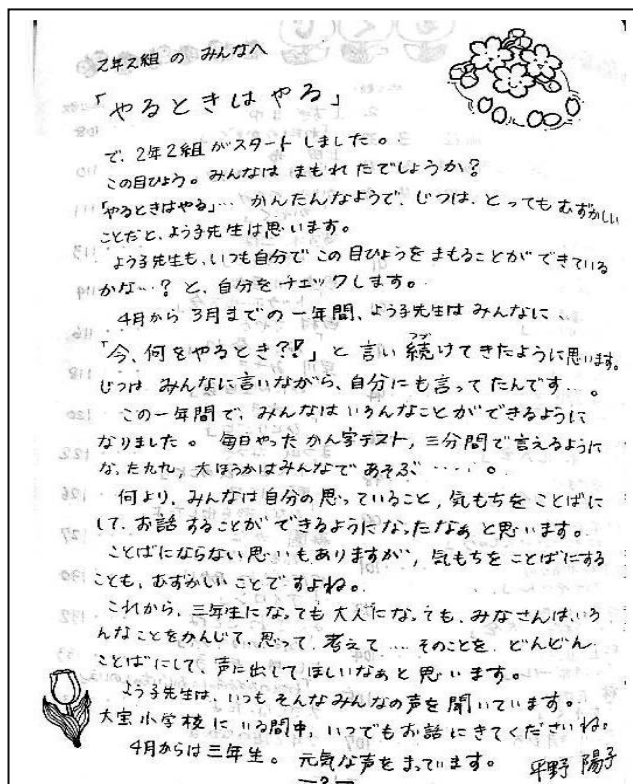 2年2組の みんなへ
「やるときは やる」
で、2年2組がスタート しました。
この目ひょう。みんなは まもれたでしょうか？
「やるときはやる」… かんたんなようで、じつは、とっても むずかしい
ことだと、よう子先生は思います。
よう子先生も、いつも自分で この目ひょうをまもることが できている
かな…？ と、自分を チェックします。
4月から 3月までの 一年間、よう子先生は みんなに
「今、何をやるとき？！」と 言い続けてきたように思います。
つづ
じつは みんなに言いながら、自分にも言ってたんです…。
この一年間で、みんなは いろんなことが できるように
なりました。 毎日やった かん字テスト, 三分間で言えるように
なった九九, 大ほうかはみんなで あそぶ ‥‥‥。
何より、みんなは自分の思っていること, 気もちを ことばに
して、お話することが できるようになったなぁ と思います。
ことばにならない思いもありますが, 気もちを ことばにする
ことも、むずかしいことですよね。
これから、三年生になっても 大人になっても、みなさんは、いろ
んなことを かんじて、思って、考えて … そのことを、どんどん
ことばにして、声に出して ほしいなぁと 思います。
よう子先生は、いつも そんなみんなの声を聞いています。
大宝小学校に いる間中、いつでもお話にきてくださいね。
4月からは三年生。 元気な声を まっています。 平野 陽子
—2—